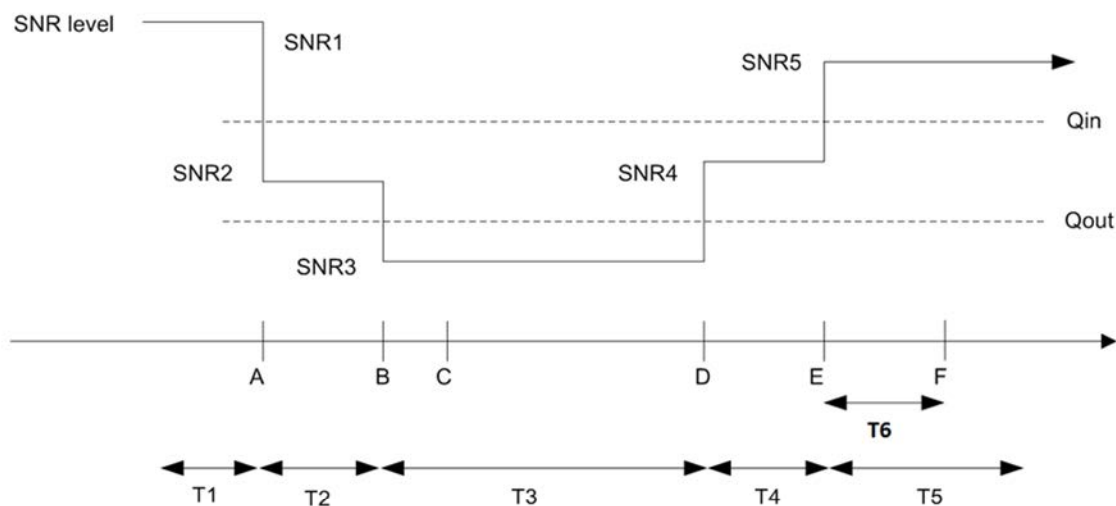 SNR level
SNR1
SNR5
Qin
SNR2
SNR4
Qout
SNR3
A B C D E F
T6
T1 T2 T3 T4 T5